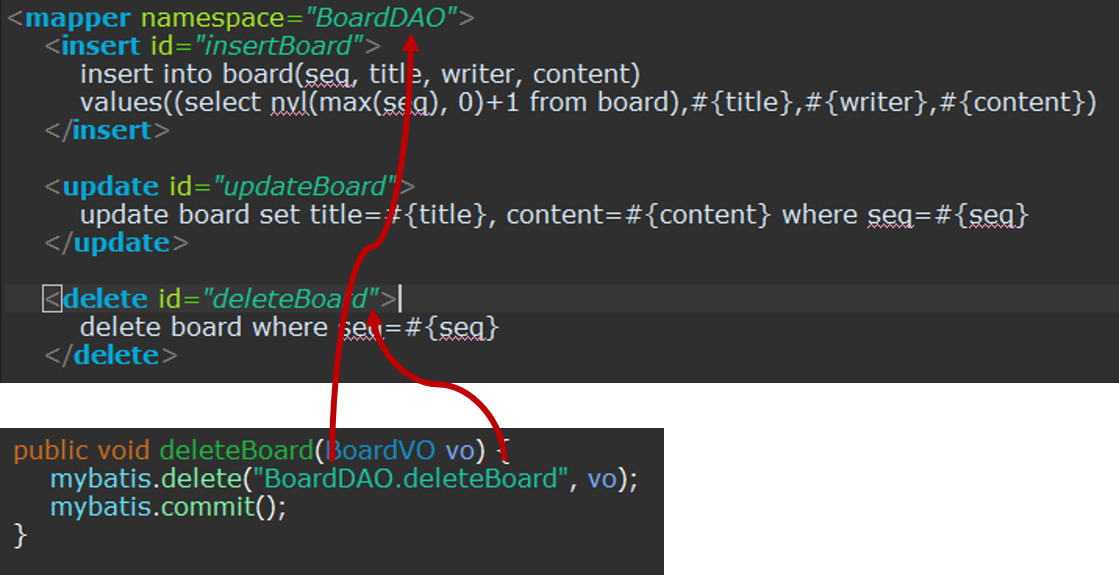 <mapper namespace="BoardDAO">
<insert id="insertBoard">
insert into board(seq, title, writer, content)
values((select nvl(max(seq), 0)+1 from board),#{title},#{writer},#{content})
</insert>
<update id="updateBoard">
update board set title=#{title}, content=#{content} where seq=#{seq}
</update>
<delete id="deleteBoard">
delete board where seq=#{seq}
</delete>
public void deleteBoard(BoardVO vo) {
mybatis.delete("BoardDAO.deleteBoard", vo);
mybatis.commit();
}